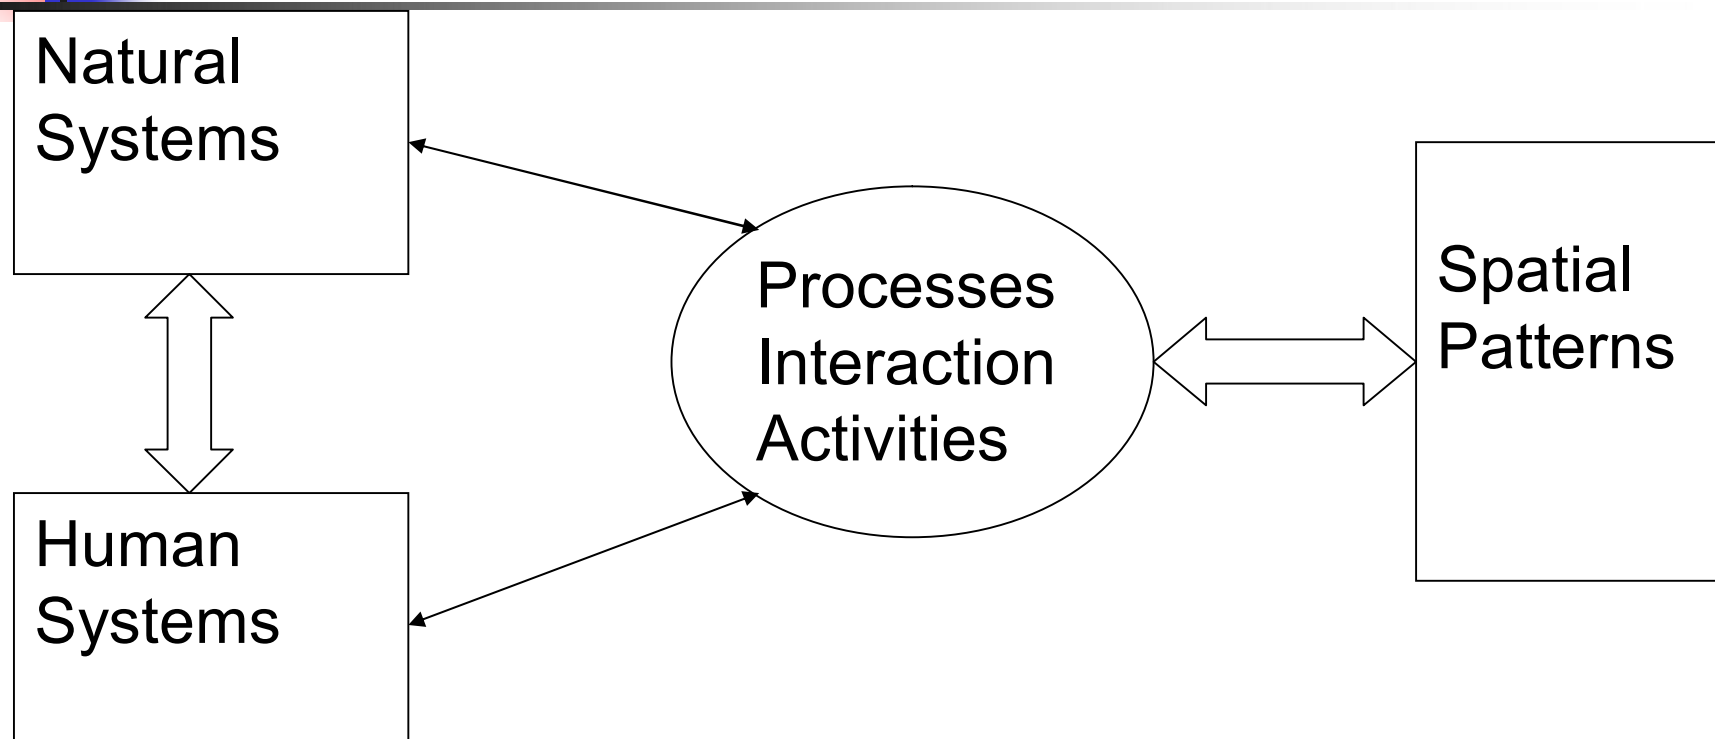 Natural
Systems
Processes
Interaction
Activities
Spatial
Patterns
Human
Systems